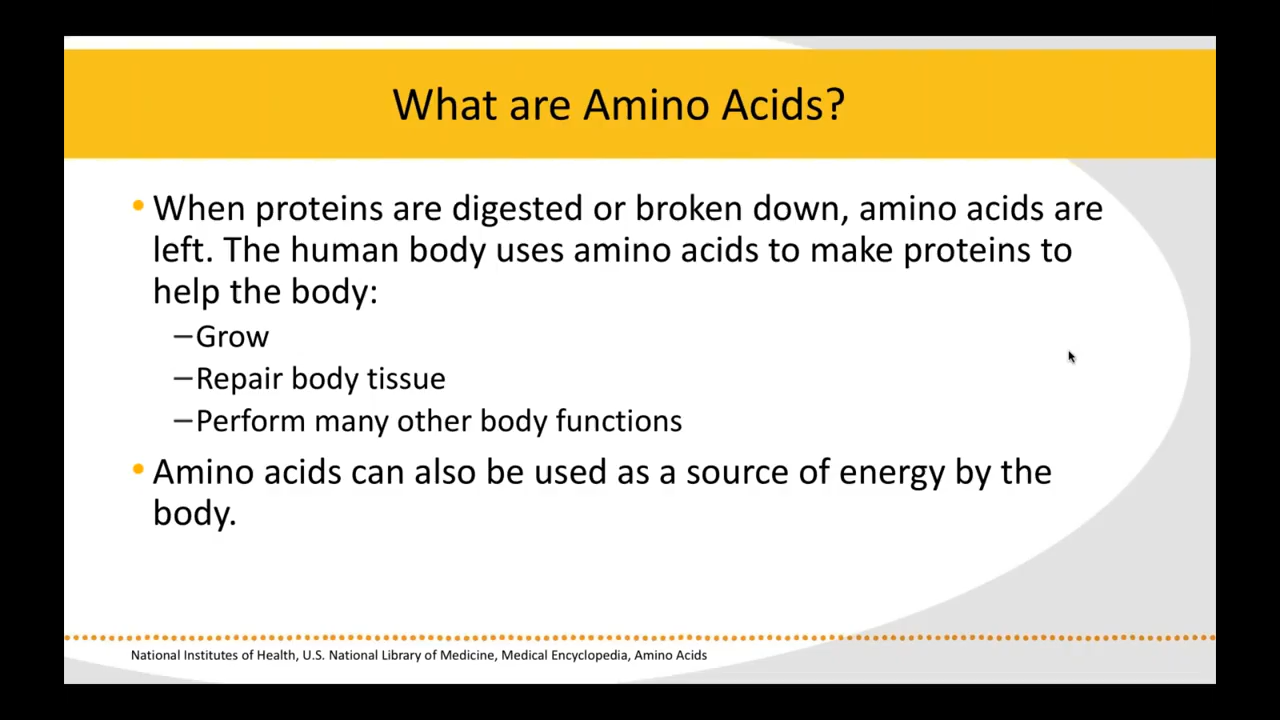 What are Amino Acids?
• When proteins are digested or broken down, amino acids are
left. The human body uses amino acids to make proteins to
help the body:
–Grow
–Repair body tissue
–Perform many other body functions
• Amino acids can also be used as a source of energy by the
body.
National Institutes of Health, U.S. National Library of Medicine, Medical Encyclopedia, Amino Acids